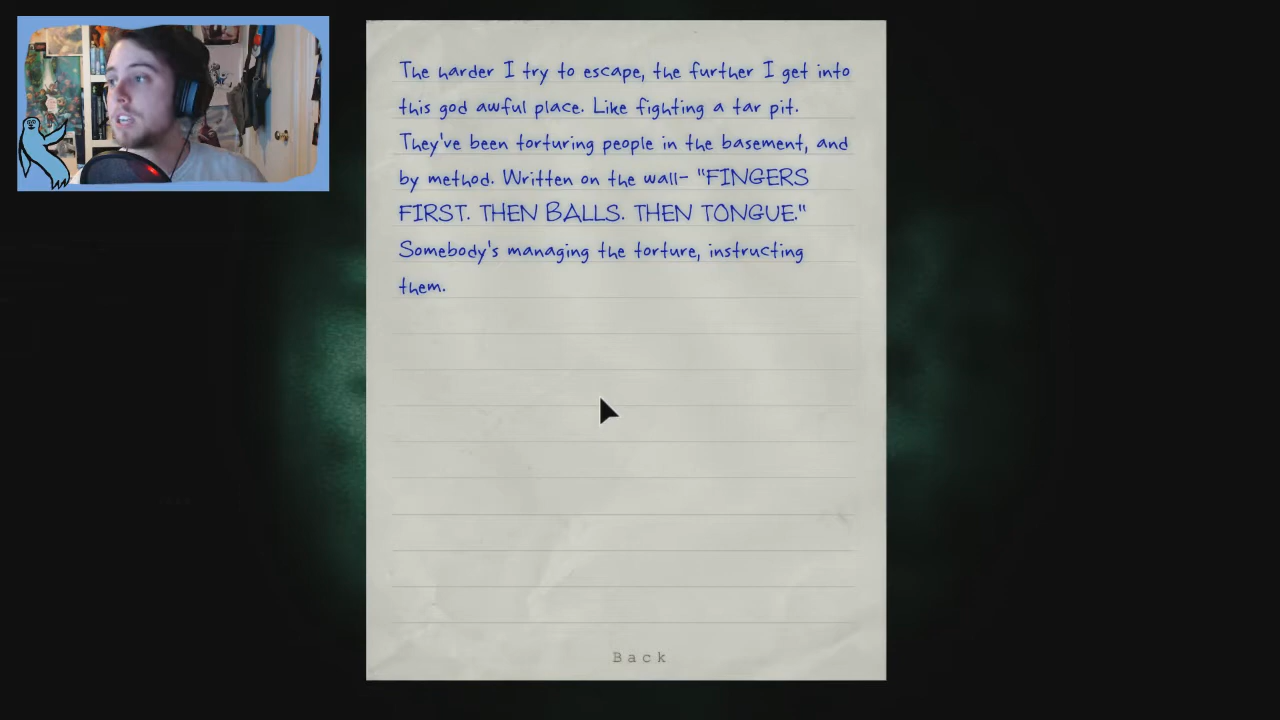 The harder I try to escape, the further I get into
this god awful place. Like fighting a tar pit.
They've been torturing people in the basement, and
by method. Written on the wall- "FINGERS
FIRST. THEN BALLS. THEN TONGUE."
Somebody's managing the torture, instructing
them.
Back